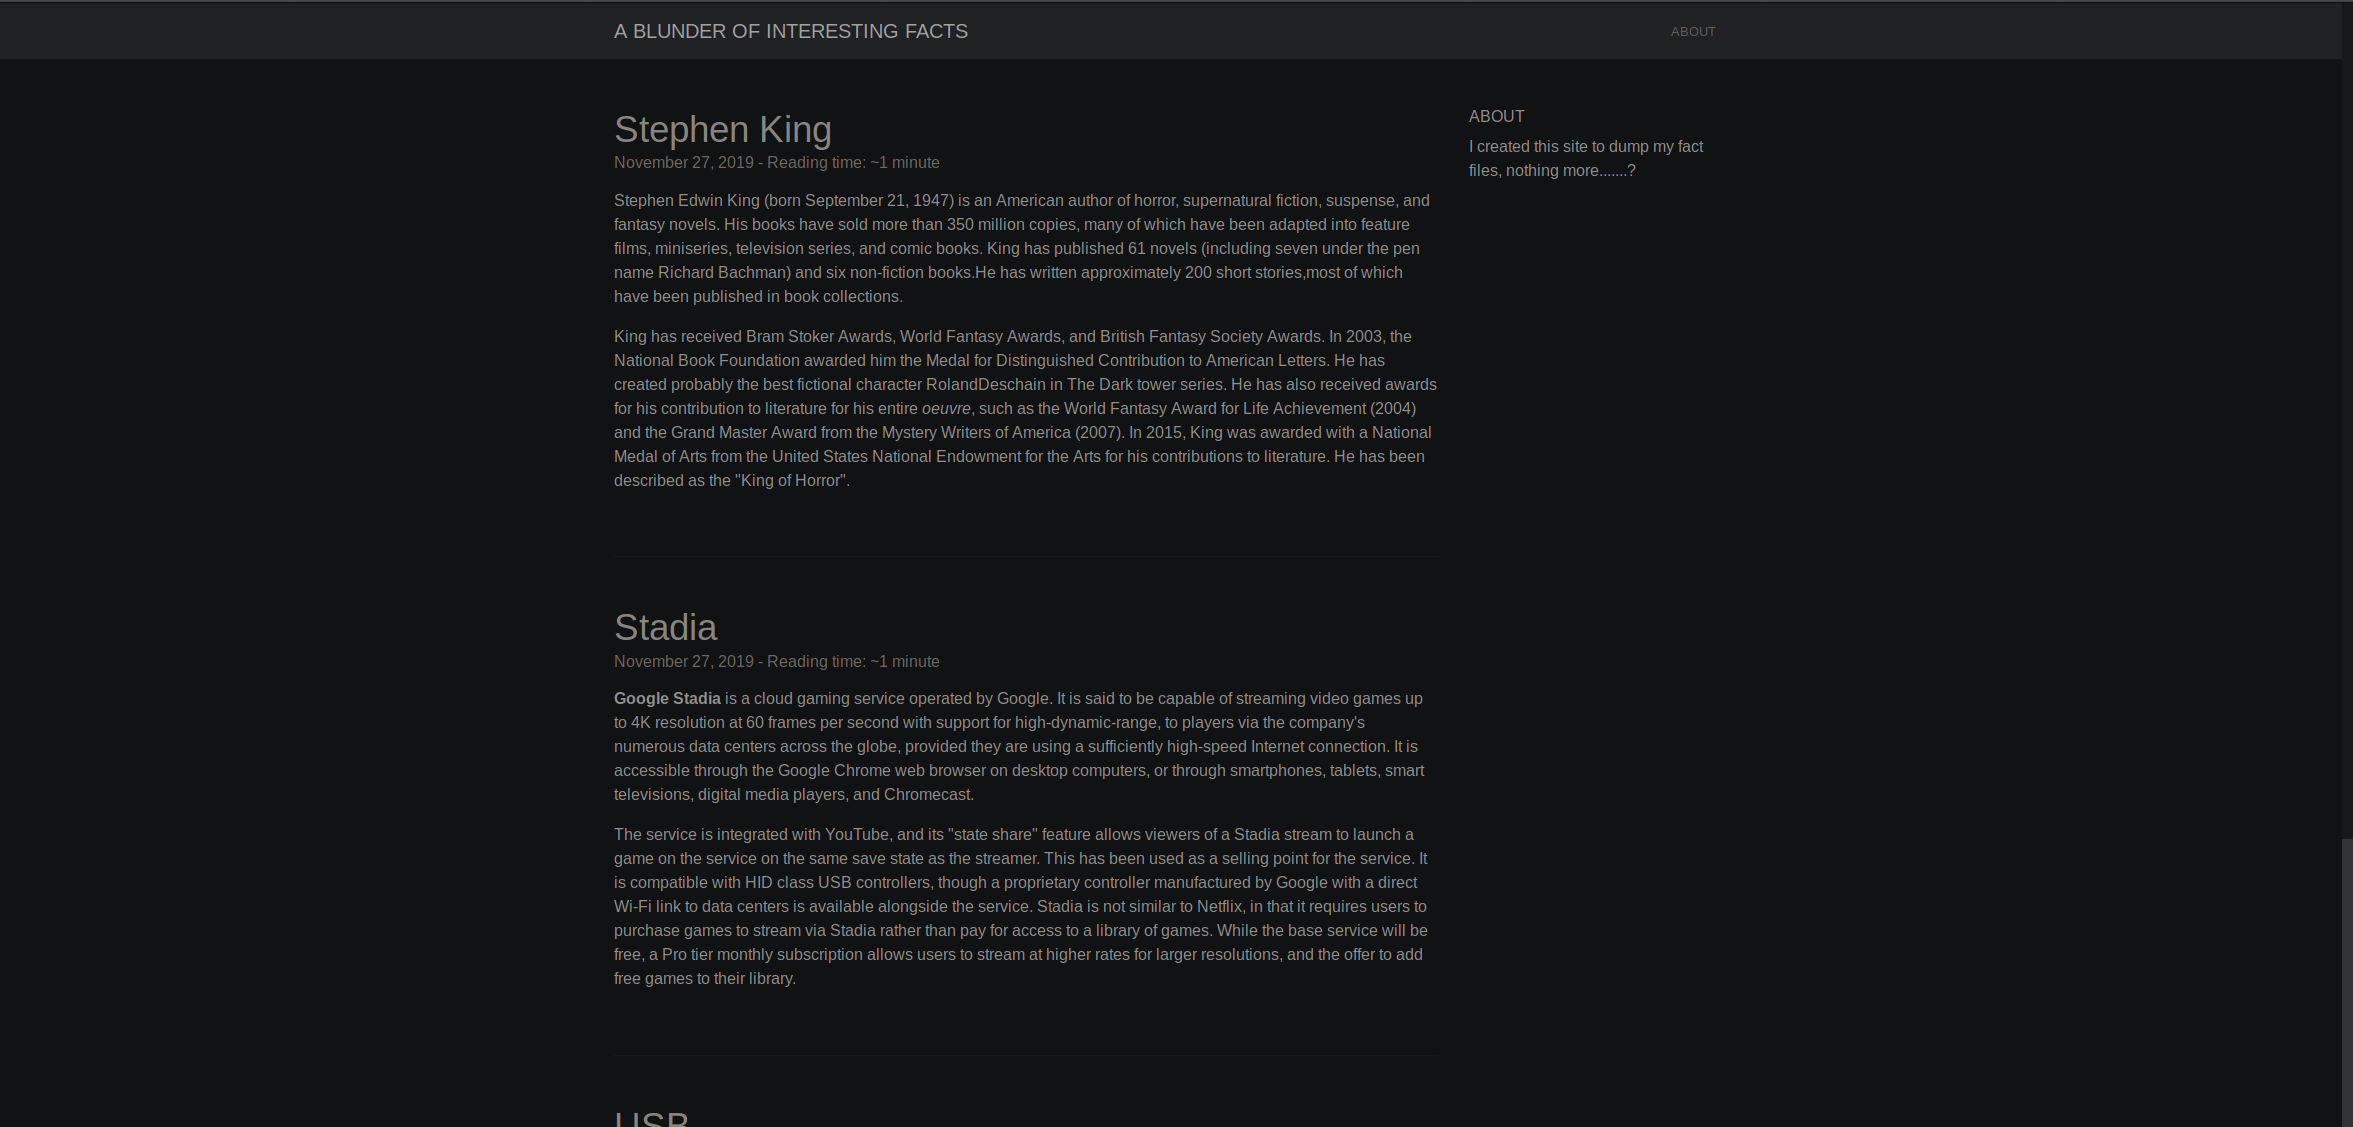 A BLUNDER OF INTERESTING FACTS
ABOUT
Stephen King
November 27, 2019 - Reading time: ~1 minute
Stephen Edwin King (born September 21, 1947) is an American author of horror, supernatural fiction, suspense, and
fantasy novels. His books have sold more than 350 million copies, many of which have been adapted into feature
films, miniseries, television series, and comic books. King has published 61 novels (including seven under the pen
name Richard Bachman) and six non-fiction books.He has written approximately 200 short stories,most of which
have been published in book collections.
King has received Bram Stoker Awards, World Fantasy Awards, and British Fantasy Society Awards. In 2003, the
National Book Foundation awarded him the Medal for Distinguished Contribution to American Letters. He has
created probably the best fictional character RolandDeschain in The Dark tower series. He has also received awards
for his contribution to literature for his entire oeuvre, such as the World Fantasy Award for Life Achievement (2004)
and the Grand Master Award from the Mystery Writers of America (2007). In 2015, King was awarded with a National
Medal of Arts from the United States National Endowment for the Arts for his contributions to literature. He has been
described as the "King of Horror".
Stadia
November 27, 2019 - Reading time: ~1 minute
Google Stadia is a cloud gaming service operated by Google. It is said to be capable of streaming video games up
to 4K resolution at 60 frames per second with support for high-dynamic-range, to players via the company's
numerous data centers across the globe, provided they are using a sufficiently high-speed Internet connection. It is
accessible through the Google Chrome web browser on desktop computers, or through smartphones, tablets, smart
televisions, digital media players, and Chromecast.
The service is integrated with YouTube, and its "state share" feature allows viewers of a Stadia stream to launch a
game on the service on the same save state as the streamer. This has been used as a selling point for the service. It
is compatible with HID class USB controllers, though a proprietary controller manufactured by Google with a direct
Wi-Fi link to data centers is available alongside the service. Stadia is not similar to Netflix, in that it requires users to
purchase games to stream via Stadia rather than pay for access to a library of games. While the base service will be
free, a Pro tier monthly subscription allows users to stream at higher rates for larger resolutions, and the offer to add
free games to their library.
USB
ABOUT
I created this site to dump my fact
files, nothing more.......?